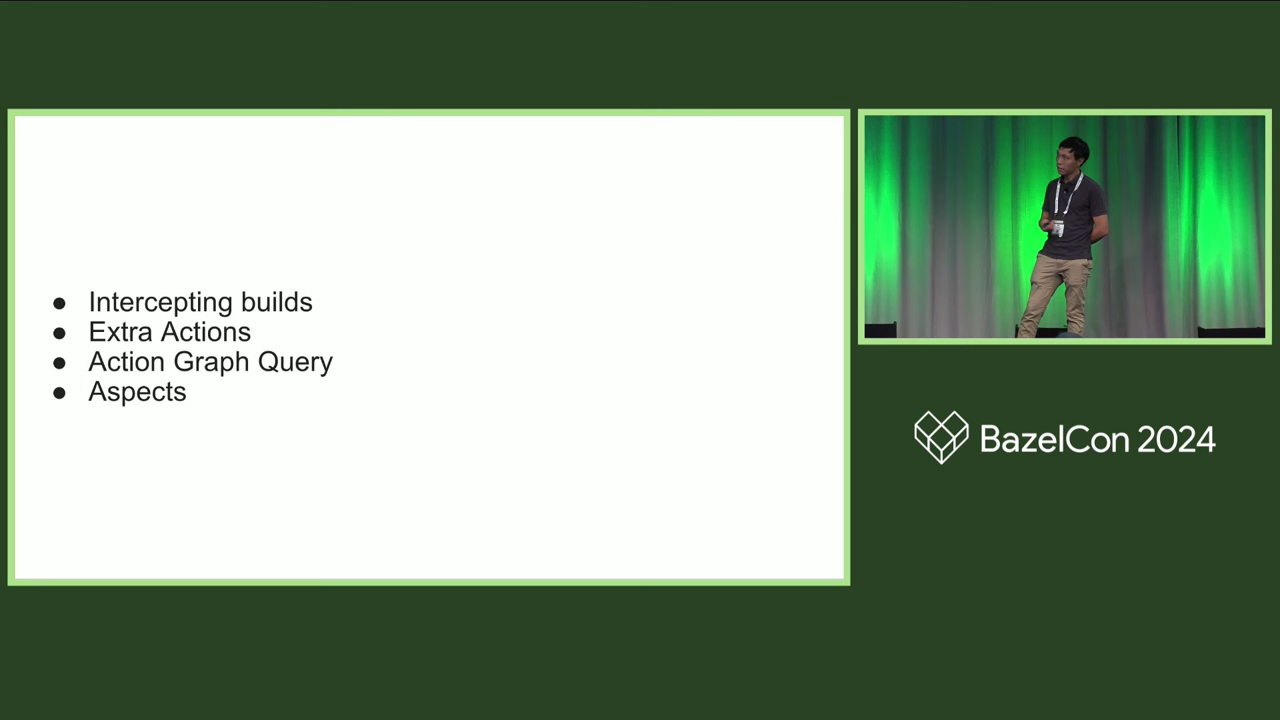 ● Intercepting builds
● Extra Actions
● Action Graph Query
● Aspects
BazelCon 2024